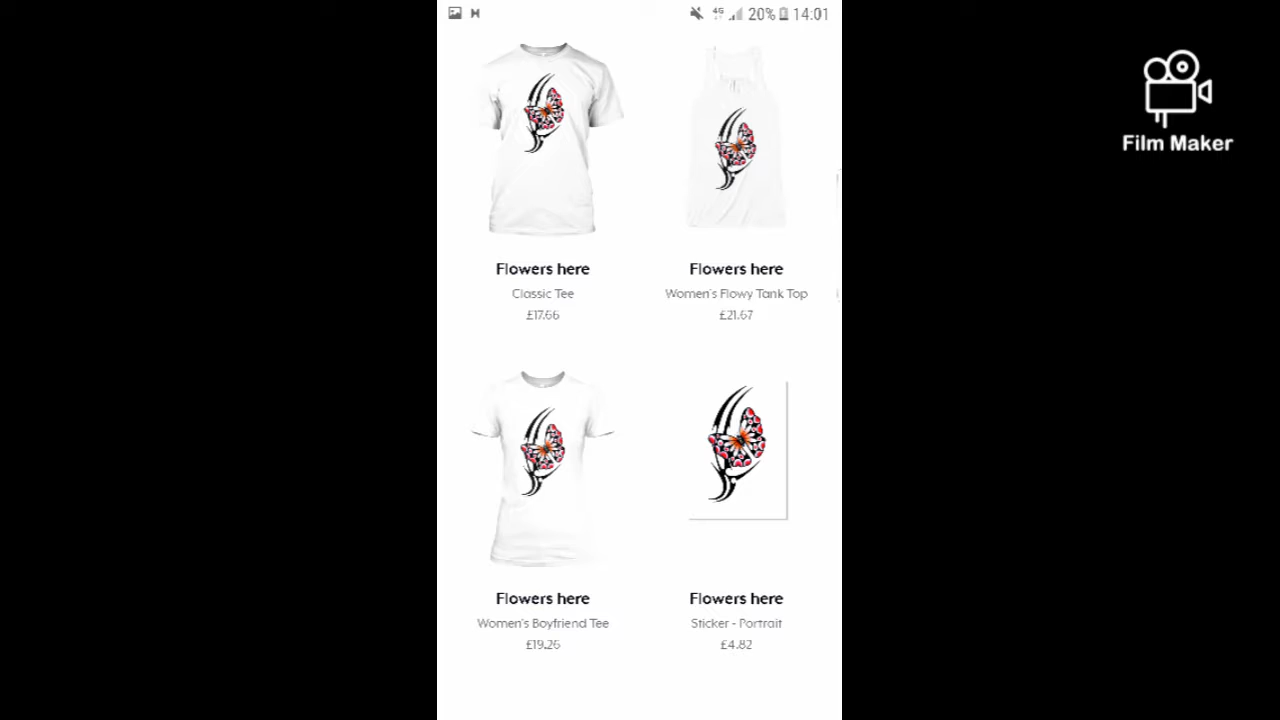 4G 20% 14:01
Film Maker
Flowers here
Classic Tee
£17.66
Flowers here
Women's Flowy Tank Top
£21.67
Flowers here
Women's Boyfriend Tee
£19.26
Flowers here
Sticker - Portrait
£4.82